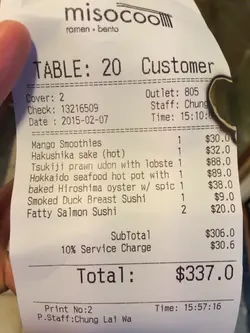 misocool
ramen • bento
TABLE: 20 Customer
Cover: 2 Outlet: 805
Check: 13216509 Staff: Chung
Date : 2015-02-07 Time: 15:10:
Mango Smoothies 1 $30.0
Hakushika sake (hot) 1 $32.0
Tsukiji prawn udon with lobste 1 $88.0
Hokkaido seafood hot pot with 1 $89.0
baked Hiroshima oyster w/ spic 1 $38.0
Smoked Duck Breast Sushi 1 $9.0
Fatty Salmon Sushi 2 $20.0
SubTotal $306.0
10% Service Charge $30.6
Total: $337.0
Print No:2 Time: 15:57:16
P.Staff:Chung Lai Wa